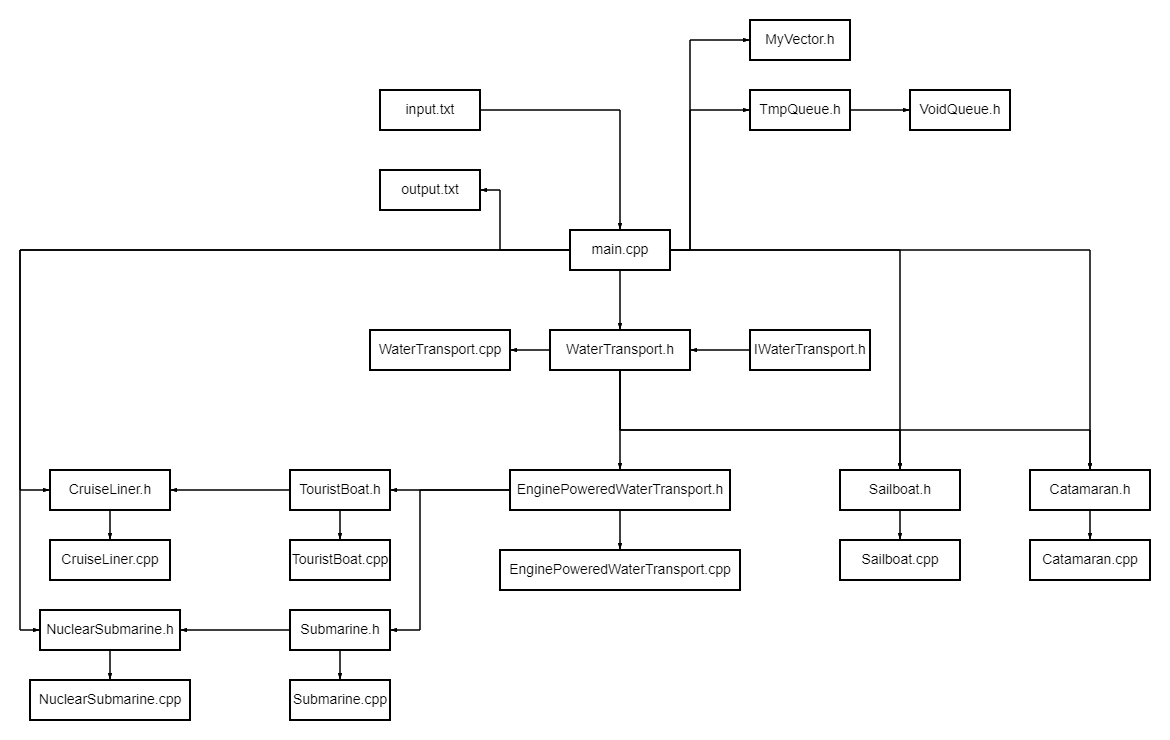 MyVector.h
input.txt
TmpQueue.h
VoidQueue.h
output.txt
main.cpp
WaterTransport.cpp
WaterTransport.h
IWaterTransport.h
CruiseLiner.h
TouristBoat.h
EnginePoweredWaterTransport.h
Sailboat.h
Catamaran.h
CruiseLiner.cpp
TouristBoat.cpp
EnginePoweredWaterTransport.cpp
Sailboat.cpp
Catamaran.cpp
NuclearSubmarine.h
Submarine.h
NuclearSubmarine.cpp
Submarine.cpp